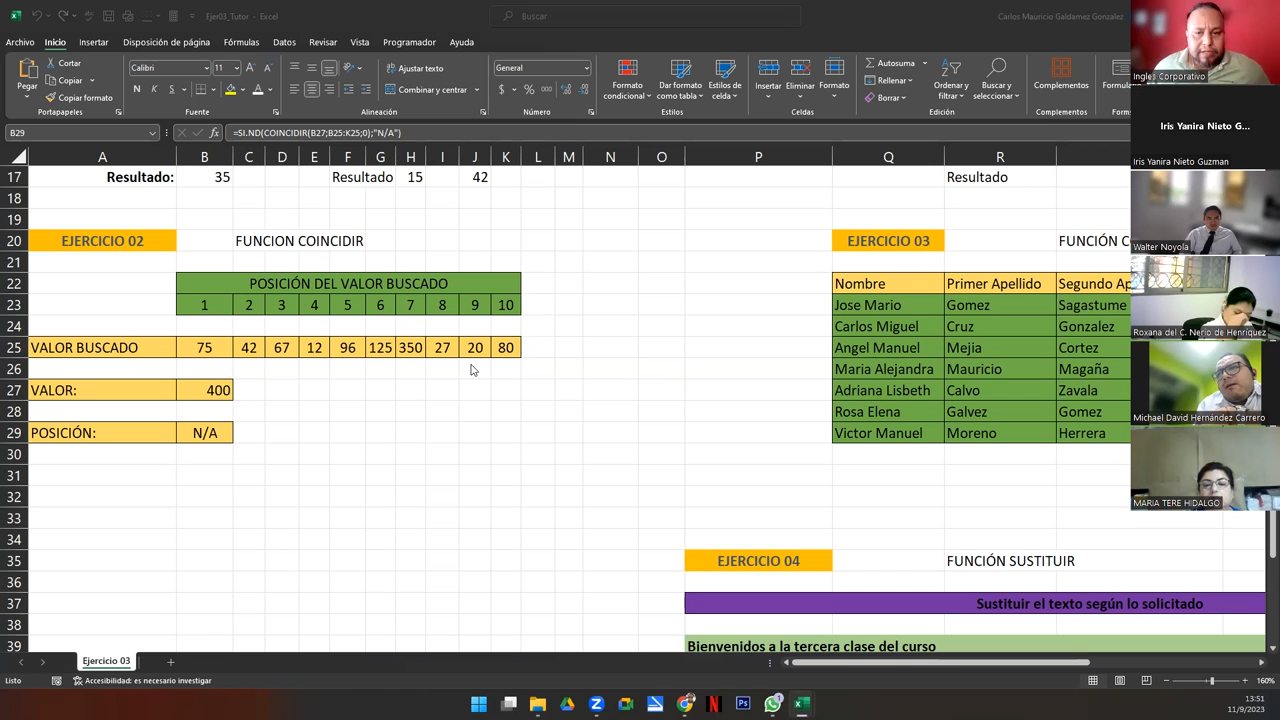 Ejer03_Tutor - Excel
Buscar
Carlos Mauricio Galdamez Gonzalez
Archivo Inicio Insertar Disposición de página Fórmulas Datos Revisar Vista Programador Ayuda
Pegar
Cortar
Copiar
Copiar formato
Portapapeles
Calibri 11
N K S
Fuente
Ajustar texto
Combinar y centrar
Alineación
General
$ % 000
Número
Formato condicional
Dar formato como tabla
Estilos de celda
Estilos
Insertar Eliminar Formato
Celdas
Autosuma
Rellenar
Borrar
Ordenar y filtrar
Buscar y seleccionar
Edición
Complementos
Complementos
B29
=SI.ND(COINCIDIR(B27;B25:K25;0);"N/A")
A B C D E F G H I J K L M N O P Q R
17 Resultado: 35 Resultado 15 42 Resultado
18
19
20 EJERCICIO 02 FUNCION COINCIDIR EJERCICIO 03
21
22 POSICIÓN DEL VALOR BUSCADO Nombre Primer Apellido
23 1 2 3 4 5 6 7 8 9 10 Jose Mario Gomez Sagastume
24 Carlos Miguel Cruz Gonzalez
25 VALOR BUSCADO 75 42 67 12 96 125 350 27 20 80 Angel Manuel Mejia Cortez
26 Maria Alejandra Mauricio Magaña
27 VALOR: 400 Adriana Lisbeth Calvo Zavala
28 Rosa Elena Galvez Gomez
29 POSICIÓN: N/A Victor Manuel Moreno Herrera
30
31
32
33
34
35 EJERCICIO 04 FUNCIÓN SUSTITUIR
36
37 Sustituir el texto según lo solicitado
38
39 Bienvenidos a la tercera clase del curso
Ejercicio 03
Listo
Accesibilidad: es necesario investigar
160%
13:51
11/9/2023
Ingles Corporativo
Iris Yanira Nieto G...
Iris Yanira Nieto Guzman
Walter Noyola
Roxana del C. Nerio de Henríquez
Michael David Hernández Carrero
MARIA TERE HIDALGO